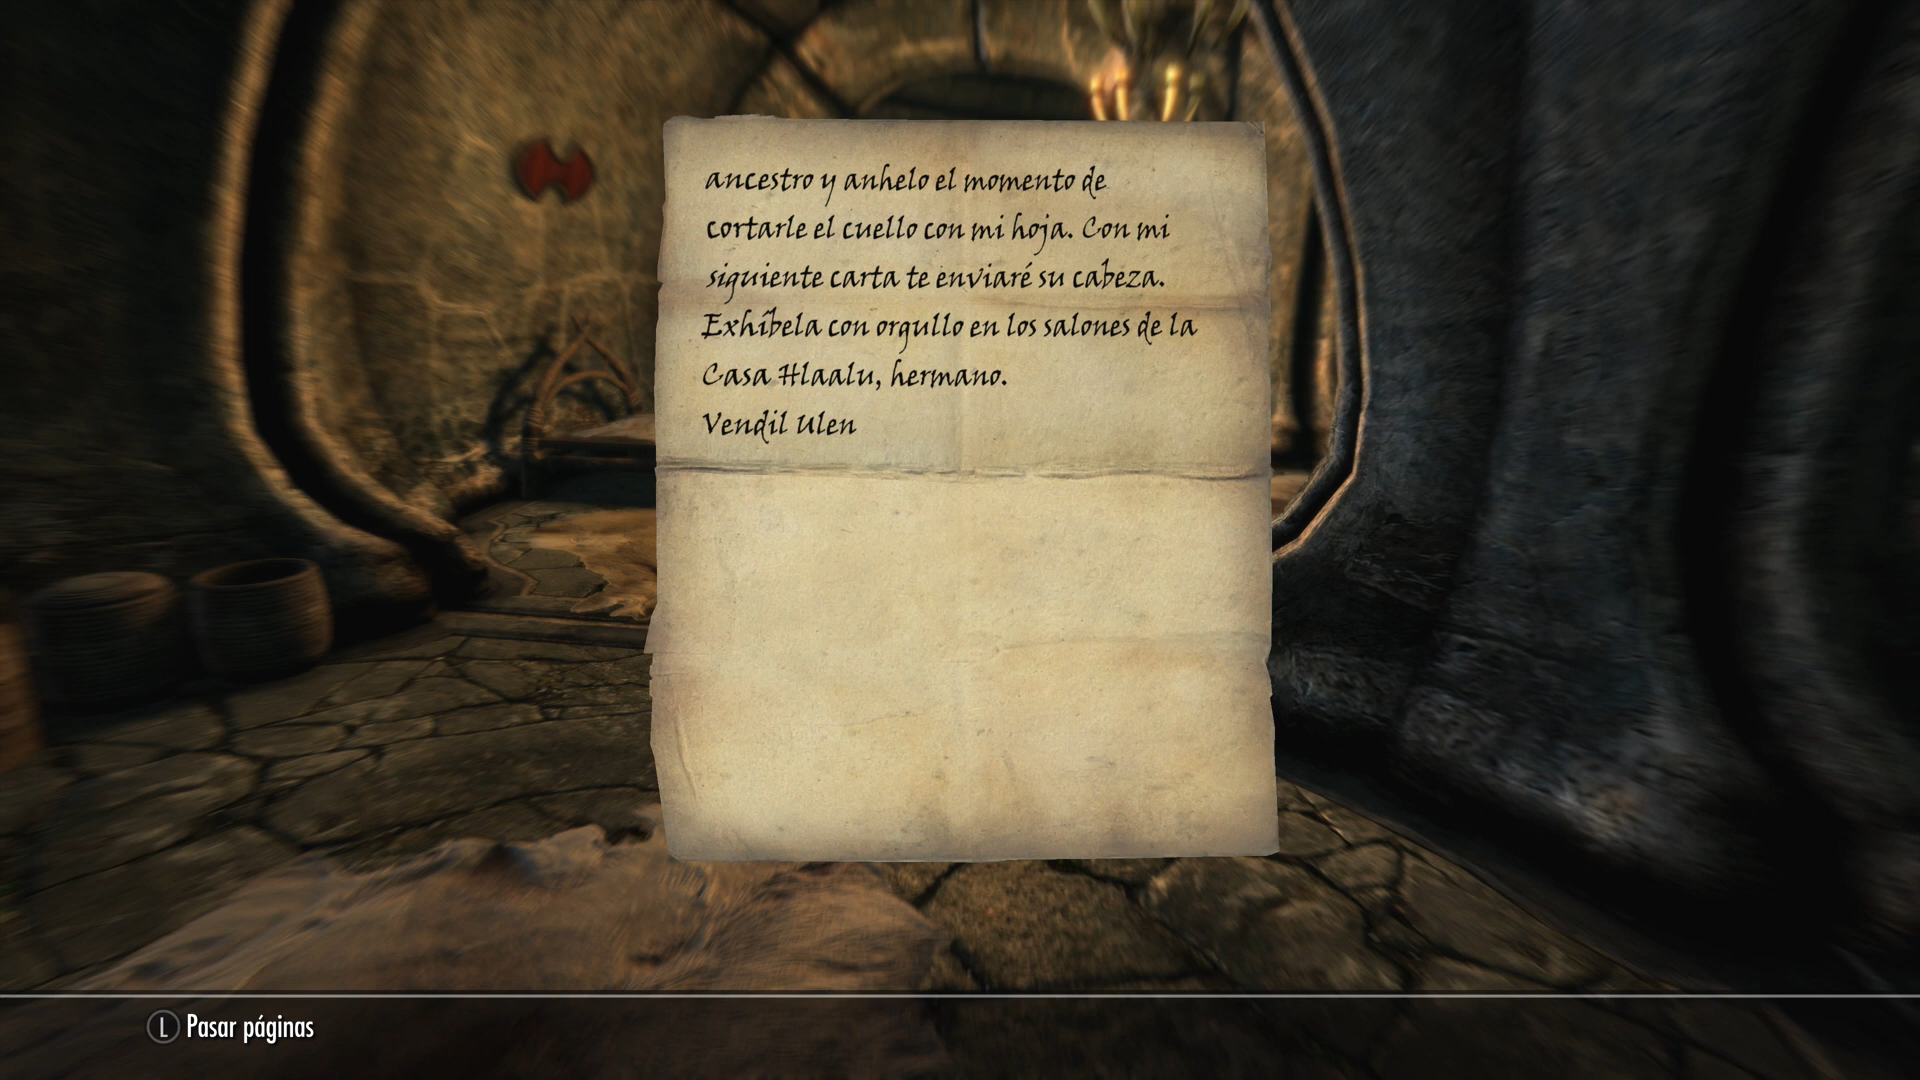 ancestro y anhelo el momento de
cortarle el cuello con mi hoja. Con mi
siguiente carta te enviaré su cabeza.
Exhíbela con orgullo en los salones de la
Casa Hlaalu, hermano.
Vendil Ulen
L Pasar páginas